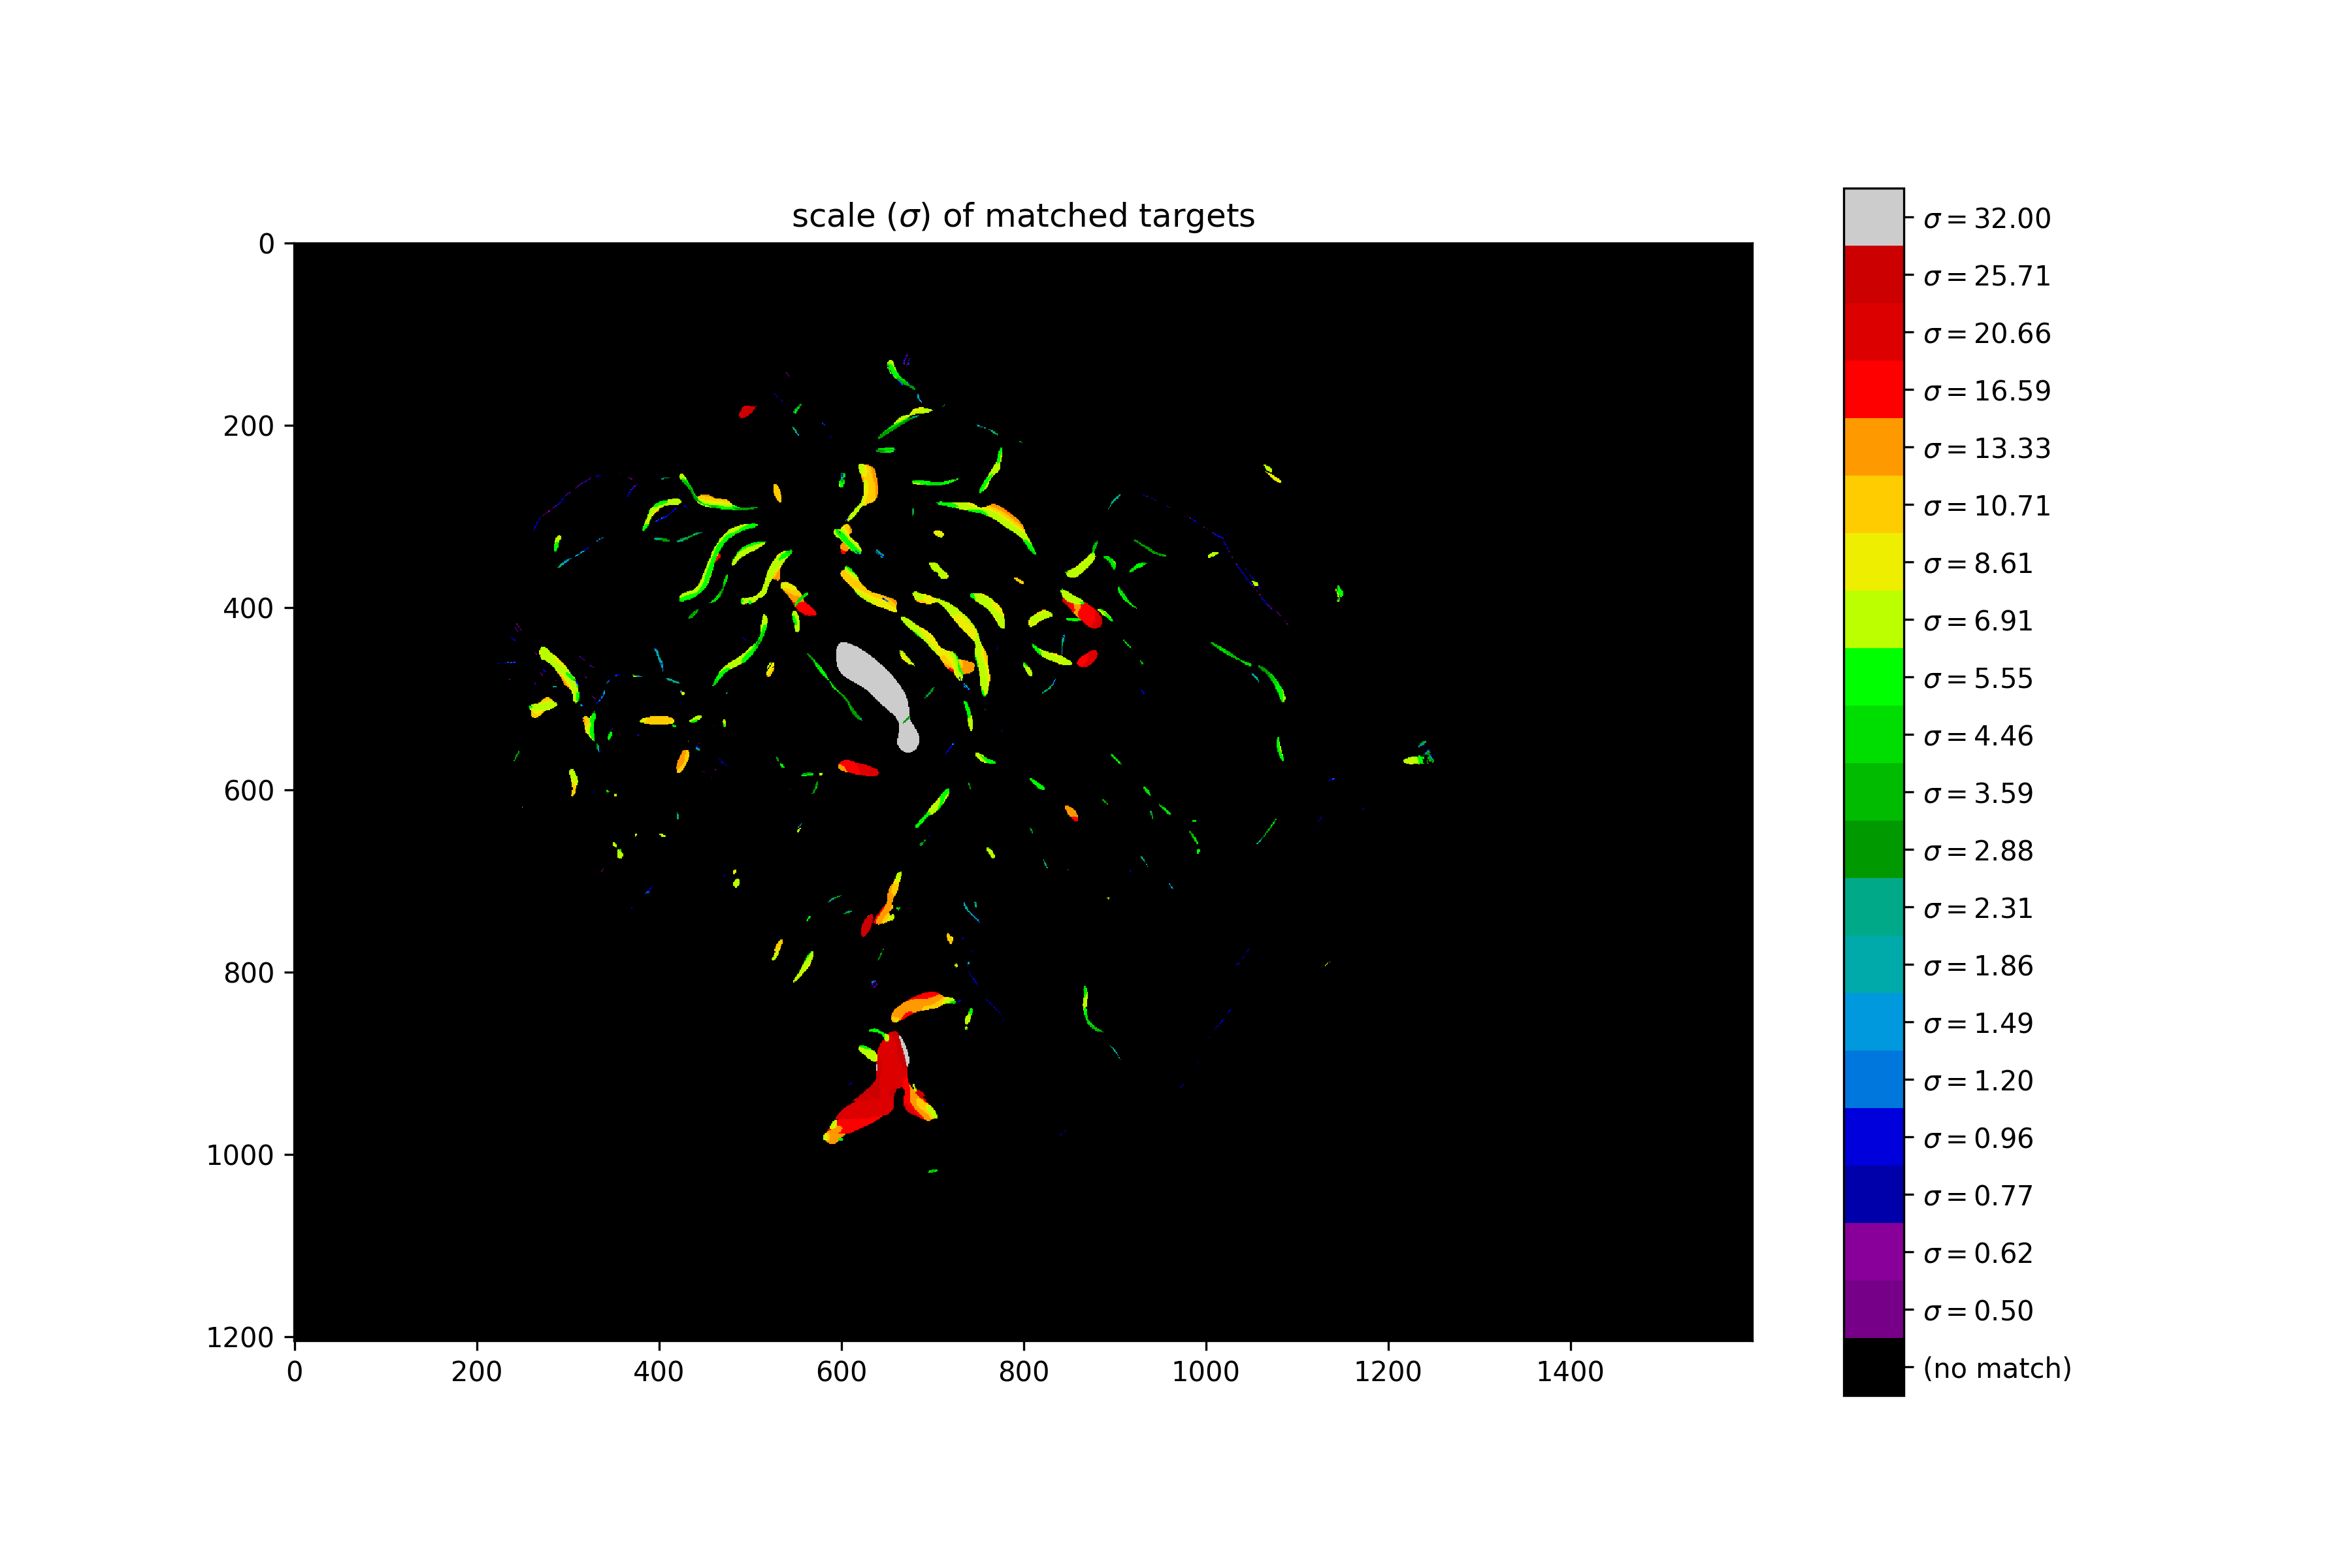 scale (σ) of matched targets
0
200
400
600
800
1000
1200
0 200 400 600 800 1000 1200 1400
σ = 32.00
σ = 25.71
σ = 20.66
σ = 16.59
σ = 13.33
σ = 10.71
σ = 8.61
σ = 6.91
σ = 5.55
σ = 4.46
σ = 3.59
σ = 2.88
σ = 2.31
σ = 1.86
σ = 1.49
σ = 1.20
σ = 0.96
σ = 0.77
σ = 0.62
σ = 0.50
(no match)